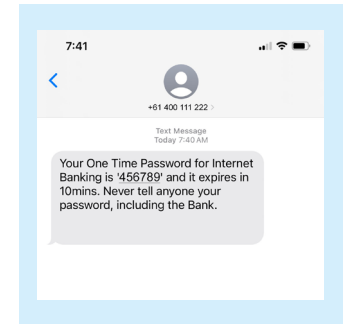 7:41
+61 400 111 222 >
Text Message
Today 7:40 AM
Your One Time Password for Internet
Banking is '456789' and it expires in
10mins. Never tell anyone your
password, including the Bank.